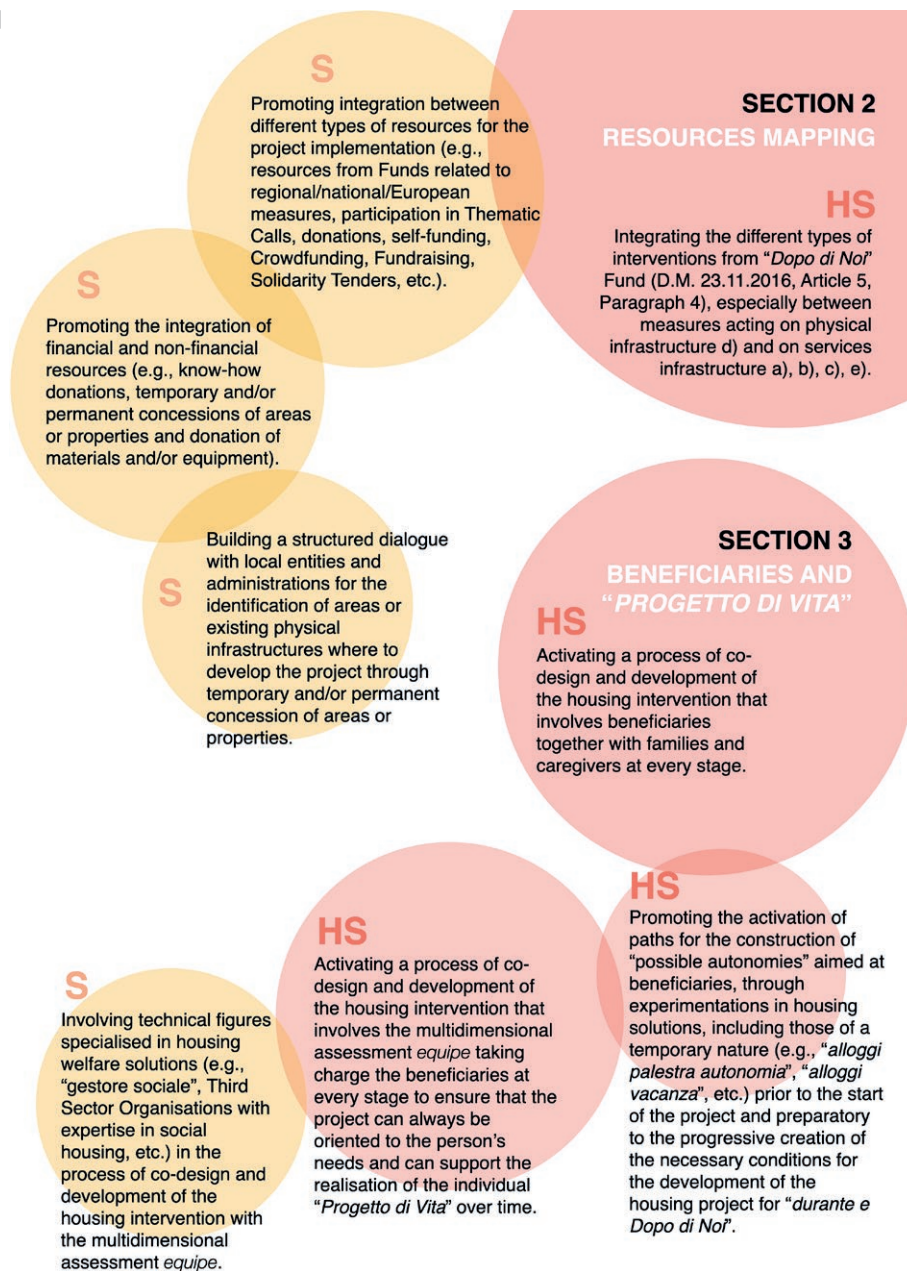 SECTION 2
RESOURCES MAPPING
HS
Integrating the different types of
interventions from “Dopo di Noi”
Fund (D.M. 23.11.2016, Article 5,
Paragraph 4), especially between
measures acting on physical
infrastructure d) and on services
infrastructure a), b), c), e).
S
Promoting integration between
different types of resources for the
project implementation (e.g.,
resources from Funds related to
regional/national/European
measures, participation in Thematic
Calls, donations, self-funding,
Crowdfunding, Fundraising,
Solidarity Tenders, etc.).
S
Promoting the integration of
financial and non-financial
resources (e.g., know-how
donations, temporary and/or
permanent concessions of areas
or properties and donation of
materials and/or equipment).
S
Building a structured dialogue
with local entities and
administrations for the
identification of areas or
existing physical
infrastructures where to
develop the project through
temporary and/or permanent
concession of areas or
properties.
SECTION 3
BENEFICIARIES AND
“PROGETTO DI VITA”
HS
Activating a process of co-
design and development of
the housing intervention that
involves beneficiaries
together with families and
caregivers at every stage.
HS
Promoting the activation of
paths for the construction of
“possible autonomies” aimed at
beneficiaries, through
experimentations in housing
solutions, including those of a
temporary nature (e.g., “alloggi
palestra autonomia”, “alloggi
vacanza”, etc.) prior to the start
of the project and preparatory
to the progressive creation of
the necessary conditions for
the development of the
housing project for “durante e
Dopo di Noi”.
HS
Activating a process of co-
design and development of
the housing intervention that
involves the multidimensional
assessment equipe taking
charge the beneficiaries at
every stage to ensure that the
project can always be
oriented to the person’s
needs and can support the
realisation of the individual
“Progetto di Vita” over time.
S
Involving technical figures
specialised in housing
welfare solutions (e.g.,
“gestore sociale”, Third
Sector Organisations with
expertise in social
housing, etc.) in the
process of co-design and
development of the
housing intervention with
the multidimensional
assessment equipe.